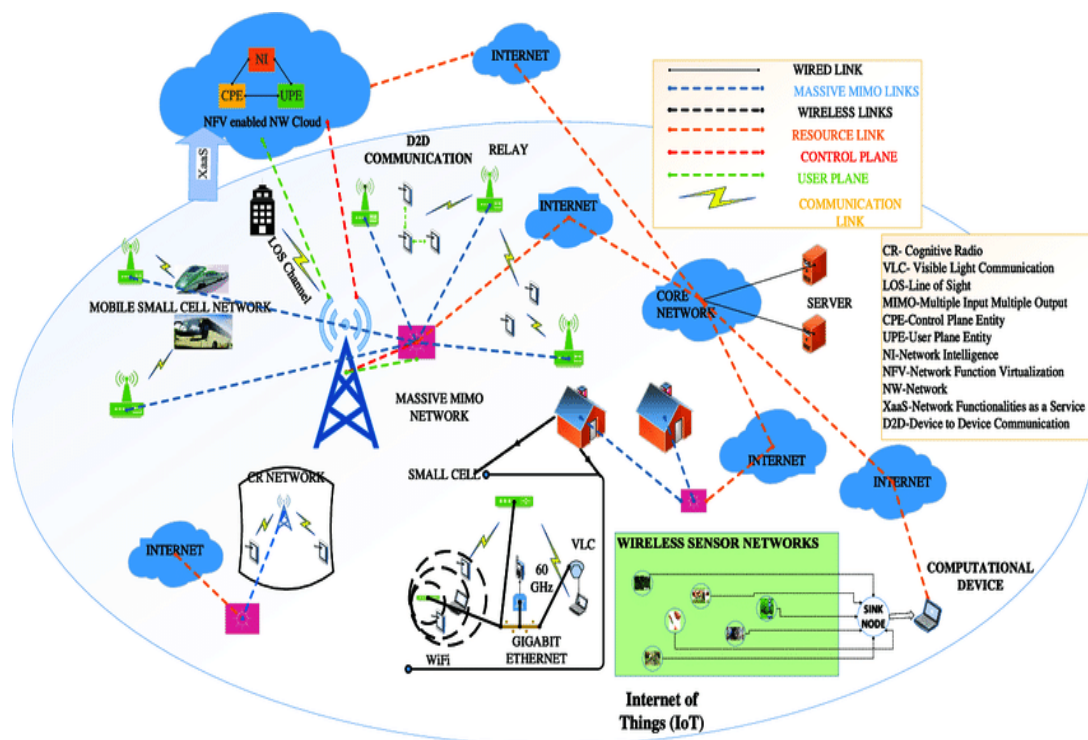 NI
CPE
UPE
NFV enabled NW Cloud
XaaS
INTERNET
WIRED LINK
MASSIVE MIMO LINKS
WIRELESS LINKS
RESOURCE LINK
CONTROL PLANE
USER PLANE
COMMUNICATION
LINK
D2D
COMMUNICATION
RELAY
INTERNET
LOS Channel
MOBILE SMALL CELL NETWORK
CORE
NETWORK
SERVER
CR- Cognitive Radio
VLC- Visible Light Communication
LOS-Line of Sight
MIMO-Multiple Input Multiple Output
CPE-Control Plane Entity
UPE-User Plane Entity
NI-Network Intelligence
NFV-Network Function Virtualization
NW-Network
XaaS-Network Functionalities as a Service
D2D-Device to Device Communication
MASSIVE MIMO
NETWORK
SMALL CELL
INTERNET
INTERNET
CR NETWORK
INTERNET
60
GHz
VLC
WiFi
GIGABIT
ETHERNET
WIRELESS SENSOR NETWORKS
SINK
NODE
COMPUTATIONAL
DEVICE
Internet of
Things (IoT)